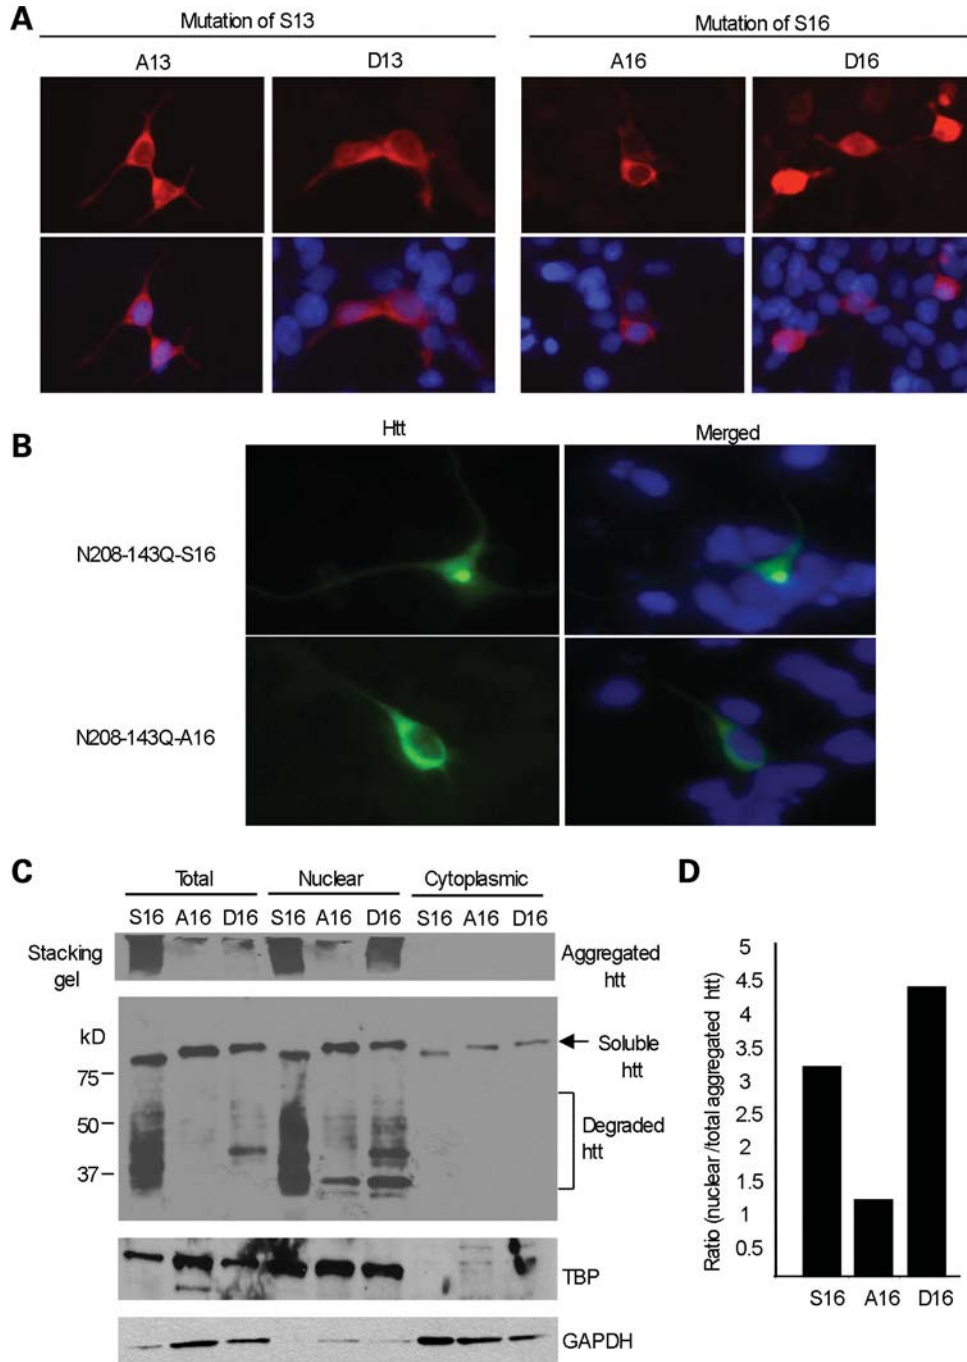 A
Mutation of S13
Mutation of S16
A13
D13
A16
D16
B
Htt
Merged
N208-143Q-S16
N208-143Q-A16
C
Total
Nuclear
Cytoplasmic
S16 A16 D16 S16 A16 D16 S16 A16 D16
Stacking
gel
Aggregated
htt
kD
75
50
37
Soluble
htt
Degraded
htt
TBP
GAPDH
D
Ratio (nuclear/total aggregated htt)
5
4.5
4
3.5
3
2.5
2
1.5
1
0.5
S16 A16 D16